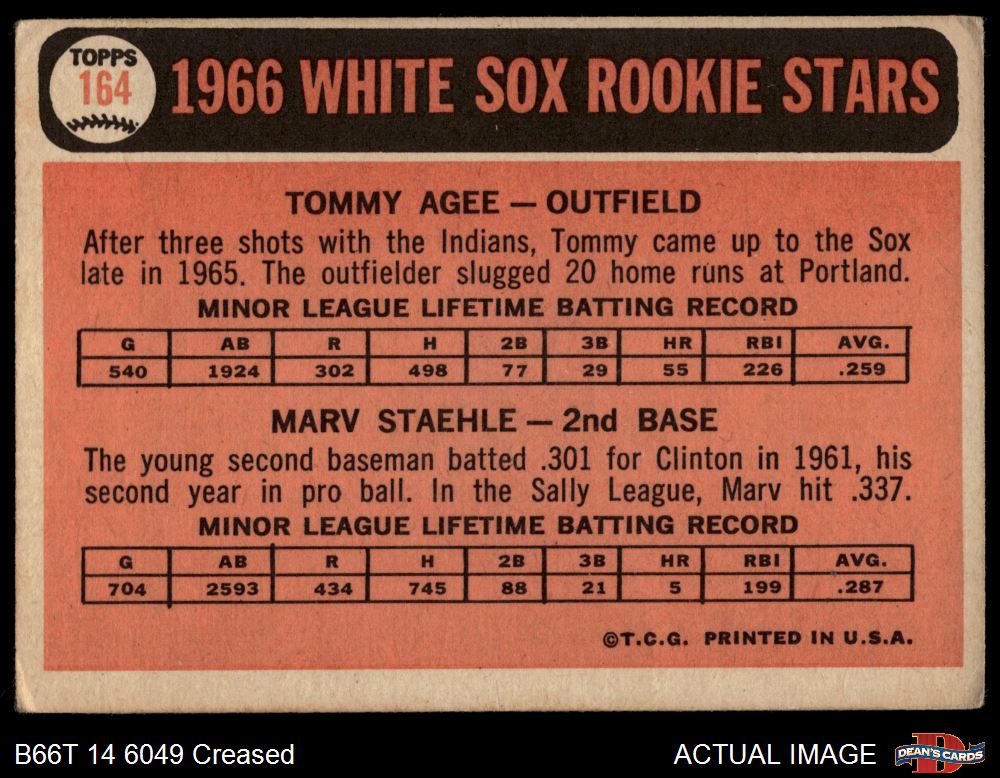 TOPPS
164
1966 WHITE SOX ROOKIE STARS
TOMMY AGEE — OUTFIELD
After three shots with the Indians, Tommy came up to the Sox
late in 1965. The outfielder slugged 20 home runs at Portland.
MINOR LEAGUE LIFETIME BATTING RECORD
G AB R H 2B 3B HR RBI AVG.
540 1924 302 498 77 29 55 226 .259
MARV STAEHLE — 2nd BASE
The young second baseman batted .301 for Clinton in 1961, his
second year in pro ball. In the Sally League, Marv hit .337.
MINOR LEAGUE LIFETIME BATTING RECORD
G AB R H 2B 3B HR RBI AVG.
704 2593 434 745 88 21 5 199 .287
©T.C.G. PRINTED IN U.S.A.
B66T 14 6049 Creased
ACTUAL IMAGE
DEAN'S CARDS